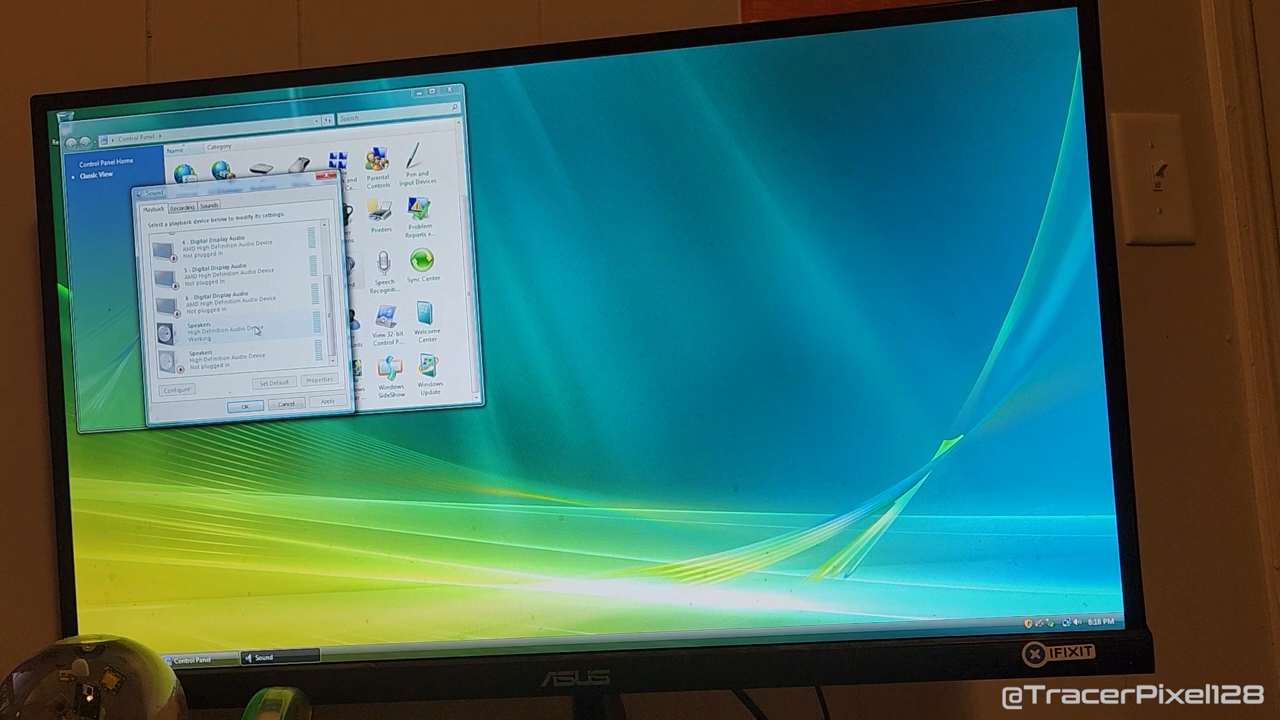 Control Panel
Search
Control Panel Home
Classic View
Name
Category
Parental
Controls
Pen and
Input Devices
Printers
Problem
Reports a...
Speech
Recogniti...
Sync Center
View 32-bit
Control P...
Welcome
Center
Windows
SideShow
Windows
Update
Sound
Playback
Recording
Sounds
Select a playback device below to modify its settings:
4 - Digital Display Audio
AMD High Definition Audio Device
Not plugged in
5 - Digital Display Audio
AMD High Definition Audio Device
Not plugged in
6 - Digital Display Audio
AMD High Definition Audio Device
Not plugged in
Speakers
High Definition Audio Device
Working
Speakers
High Definition Audio Device
Not plugged in
Configure
Set Default
Properties
OK
Cancel
Apply
Control Panel
Sound
8:18 PM
ASUS
IFIXIT
@TracerPixel128